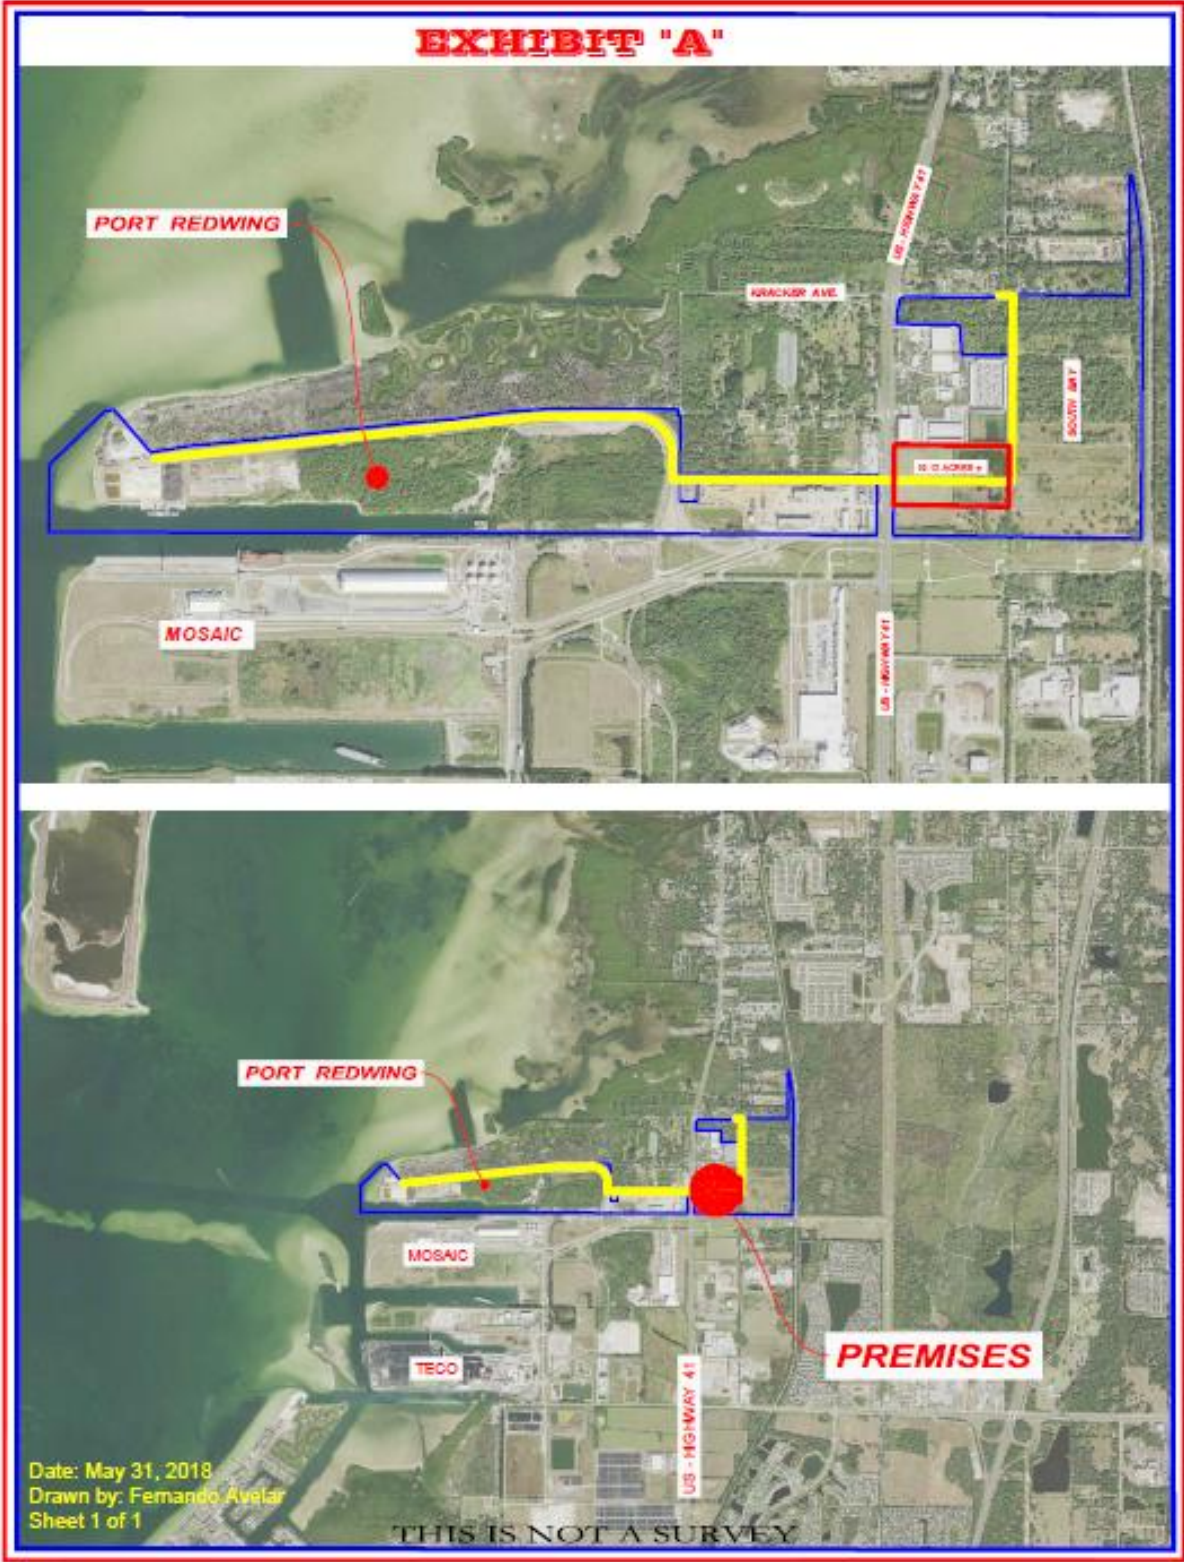 EXHIBIT "A"
PORT REDWING
US - HIGHWAY 41
KRACKER AVE.
SOUTH BAY
ACRES ±
MOSAIC
US - HIGHWAY 41
PORT REDWING
MOSAIC
TECO
PREMISES
US - HIGHWAY 41
Date: May 31, 2018
Drawn by: Fernando Avelar
Sheet 1 of 1
THIS IS NOT A SURVEY